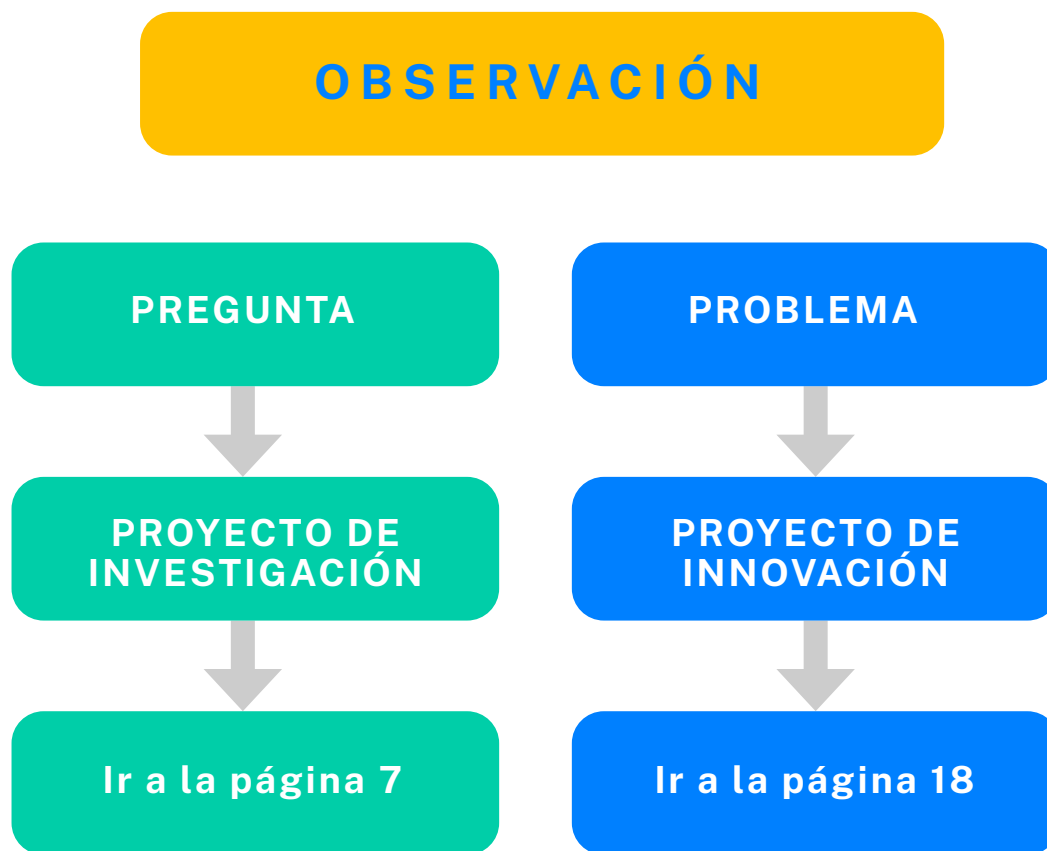 OBSERVACIÓN
PREGUNTA
PROBLEMA
PROYECTO DE
INVESTIGACIÓN
PROYECTO DE
INNOVACIÓN
Ir a la página 7
Ir a la página 18